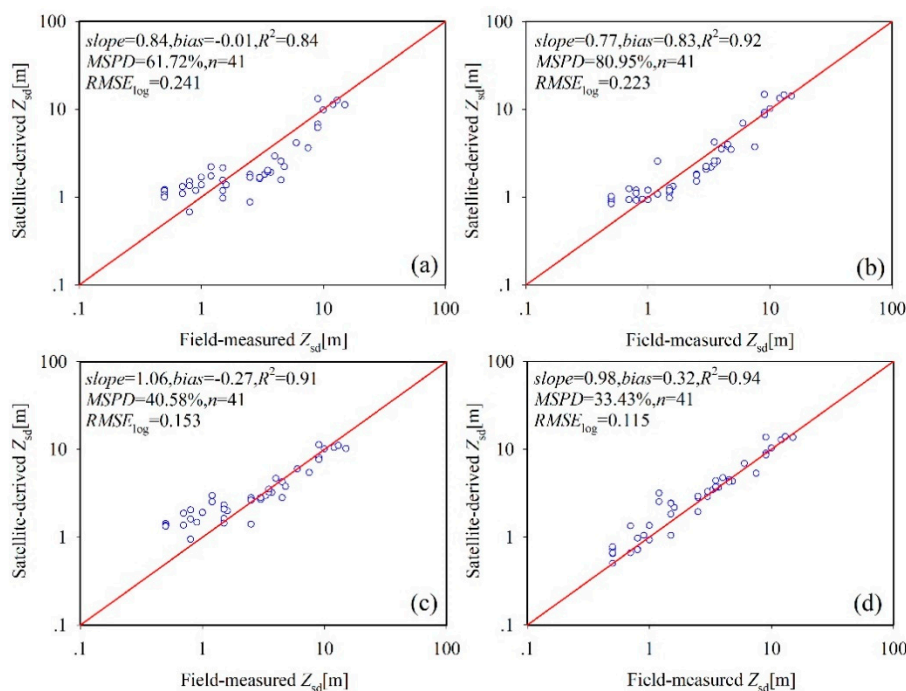 100
slope=0.84,bias=-0.01,R²=0.84
MSPD=61.72%,n=41
RMSElog=0.241
10
1
.1
.1 1 10 100
Satellite-derived Zsd[m]
Field-measured Zsd[m]
(a)
100
slope=0.77,bias=0.83,R²=0.92
MSPD=80.95%,n=41
RMSElog=0.223
10
1
.1
.1 1 10 100
Satellite-derived Zsd[m]
Field-measured Zsd[m]
(b)
100
slope=1.06,bias=-0.27,R²=0.91
MSPD=40.58%,n=41
RMSElog=0.153
10
1
.1
.1 1 10 100
Satellite-derived Zsd[m]
Field-measured Zsd[m]
(c)
100
slope=0.98,bias=0.32,R²=0.94
MSPD=33.43%,n=41
RMSElog=0.115
10
1
.1
.1 1 10 100
Satellite-derived Zsd[m]
Field-measured Zsd[m]
(d)